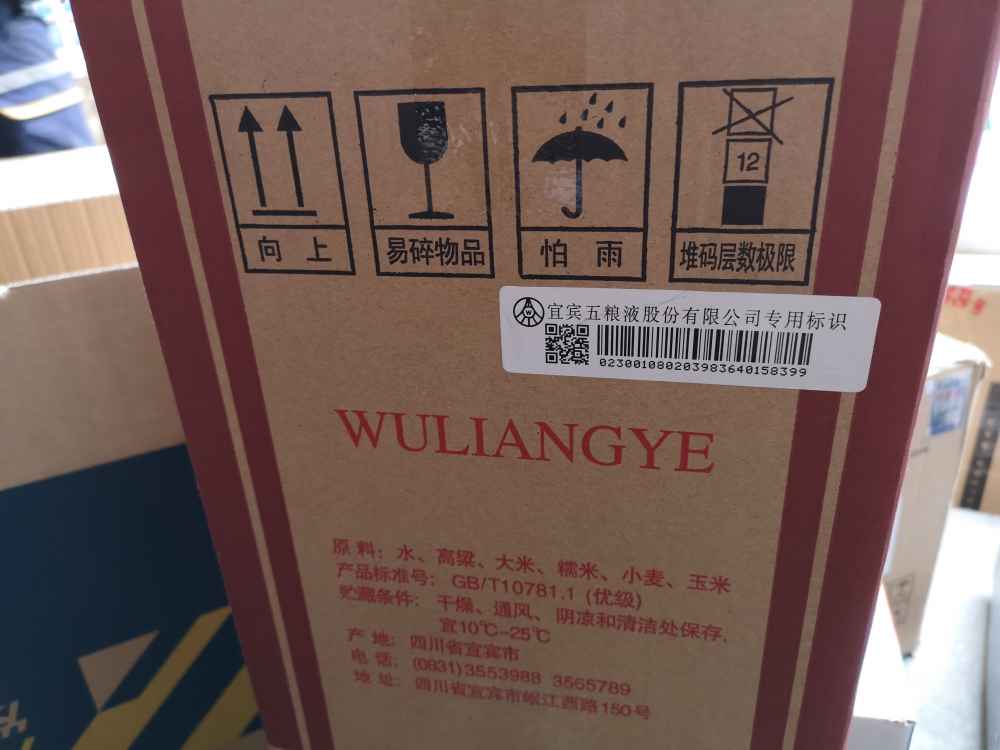 12
向上
易碎物品
怕雨
堆码层数极限
宜宾五粮液股份有限公司专用标识
02300108020398364015​8399
WULIANGYE
原料：水、高粱、大米、糯米、小麦、玉米
产品标准号：GB/T10781.1 (优级)
贮藏条件：干燥、通风、阴凉和清洁处保存.
宜10℃-25℃
产地：四川省宜宾市
电话：(0831)3553988 3565789
地址：四川省宜宾市岷江西路150号